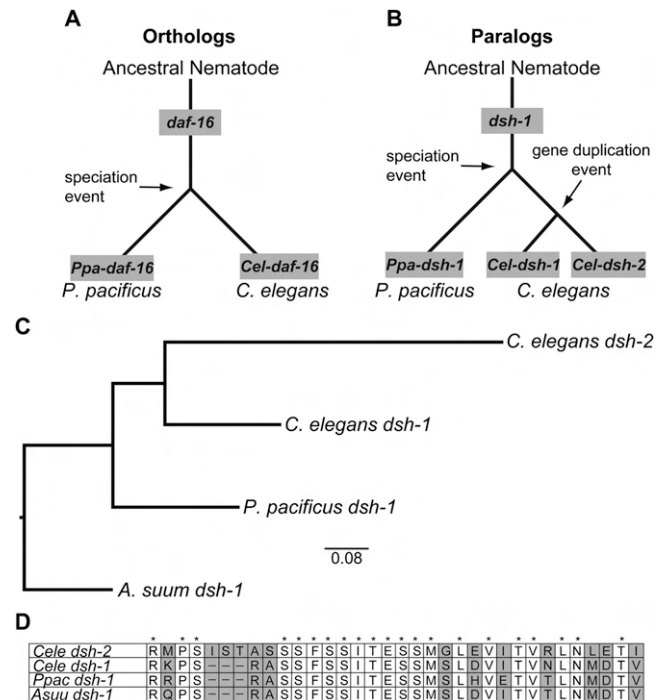 A
Orthologs
Ancestral Nematode
daf-16
speciation
event
Ppa-daf-16 Cel-daf-16
P. pacificus C. elegans
B
Paralogs
Ancestral Nematode
dsh-1
speciation
event
gene duplication
event
Ppa-dsh-1 Cel-dsh-1 Cel-dsh-2
P. pacificus C. elegans
C
C. elegans dsh-2
C. elegans dsh-1
P. pacificus dsh-1
0.08
A. suum dsh-1
D
* * * * * * * * * * * * * * * * * * * *
Cele dsh-2 R M P S I S T A S S S F S S I T E S S M G L E V I T V R L N L E T I
Cele dsh-1 R K P S – – – R A S S F S S I T E S S M S L D V I T V N L N M D T V
Ppac dsh-1 R R P S – – – R A S S F S S I T E S S M S L H V E T V T L N M D T V
Asuu dsh-1 R Q P S – – – R A S S F S S I T E S S M S L D V I T V R L N M D T V